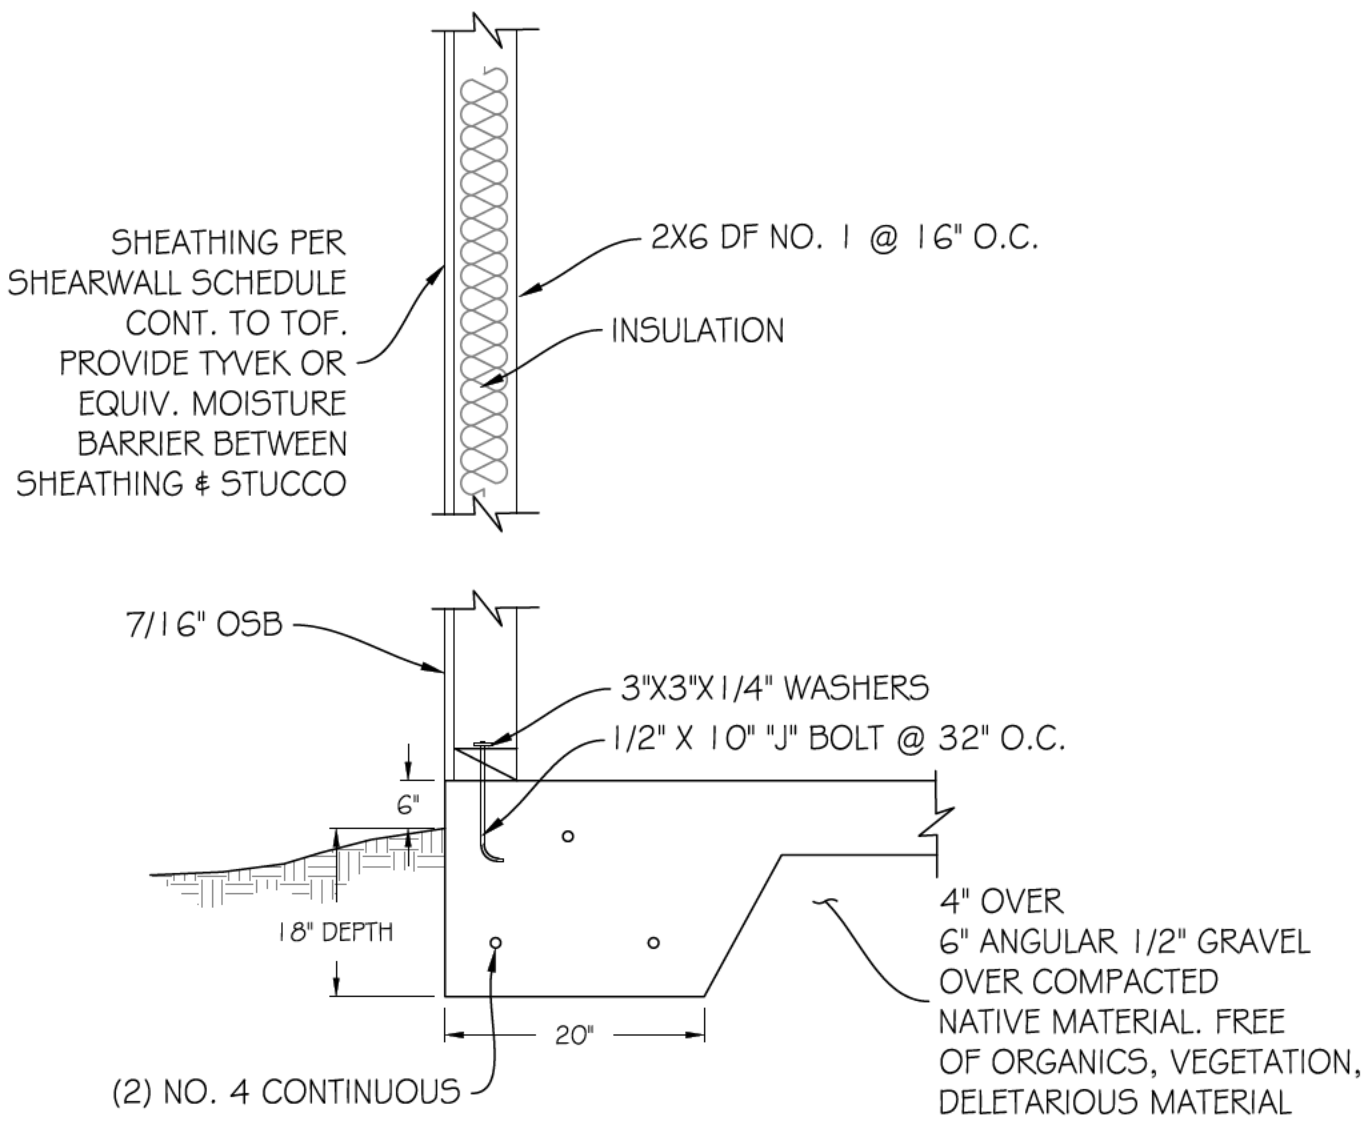 SHEATHING PER
SHEARWALL SCHEDULE
CONT. TO TOF.
PROVIDE TYVEK OR
EQUIV. MOISTURE
BARRIER BETWEEN
SHEATHING & STUCCO
2X6 DF NO. 1 @ 16" O.C.
INSULATION
7/16" OSB
3"X3"X1/4" WASHERS
1/2" X 10" "J" BOLT @ 32" O.C.
6"
18" DEPTH
20"
(2) NO. 4 CONTINUOUS
4" OVER
6" ANGULAR 1/2" GRAVEL
OVER COMPACTED
NATIVE MATERIAL. FREE
OF ORGANICS, VEGETATION,
DELETARIOUS MATERIAL